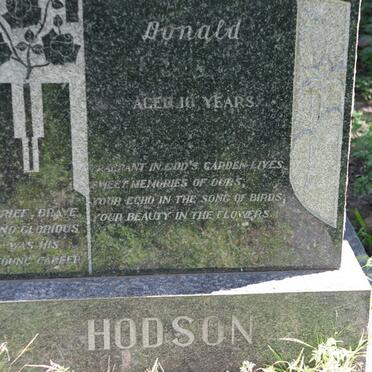 Donald
AGED 10 YEARS
FRAGRANT IN GOD'S GARDEN LIVES,
SWEET MEMORIES OF OURS;
YOUR ECHO IN THE SONG OF BIRDS,
YOUR BEAUTY IN THE FLOWERS.
BRIEF, BRAVE
AND GLORIOUS
WAS HIS
YOUNG CAREER
HODSON